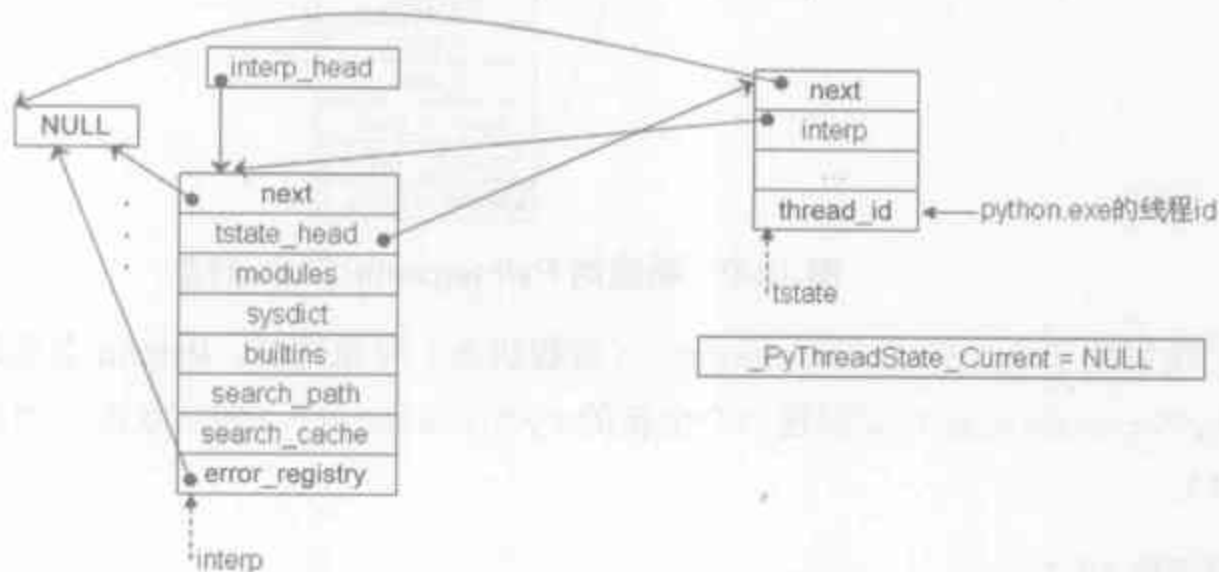 interp_head
NULL
next
tstate_head
modules
sysdict
builtins
search_path
search_cache
error_registry
interp
next
interp
thread_id
python.exe的线程id
tstate
_PyThreadState_Current = NULL